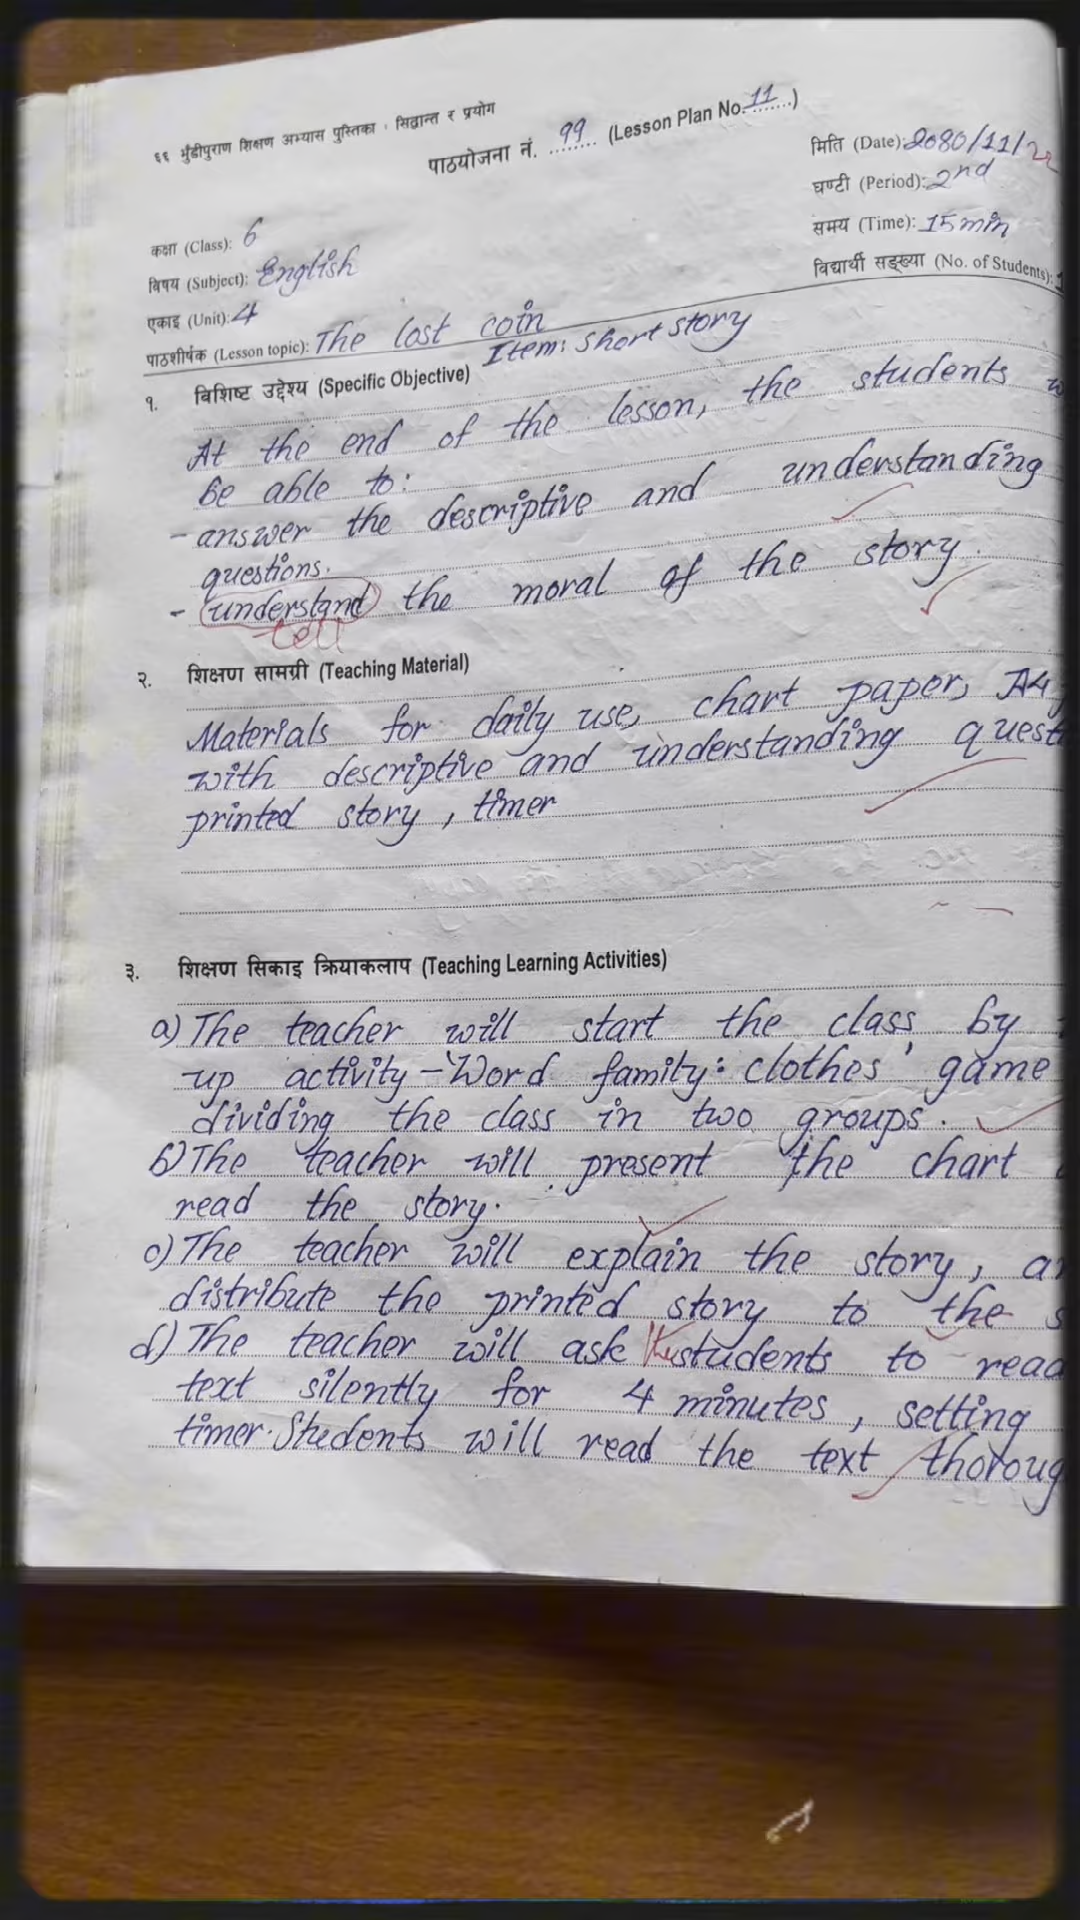 ६६ भुँडीपुराण शिक्षण अभ्यास पुस्तिका : सिद्धान्त र प्रयोग
पाठयोजना नं. ११ (Lesson Plan No. 11)
मिति (Date): 2080/11/22
घण्टी (Period): 2nd
समय (Time): 15 min
विद्यार्थी सङ्ख्या (No. of Students):
कक्षा (Class): 6
विषय (Subject): English
एकाइ (Unit): 4
पाठशीर्षक (Lesson topic): The lost coin
Item: Short story
१. विशिष्ट उद्देश्य (Specific Objective)
At the end of the lesson, the students w
be able to:
- answer the descriptive and understanding
questions.
- understand the moral of the story.
tell
२. शिक्षण सामग्री (Teaching Material)
Materials for daily use, chart paper, A4
with descriptive and understanding quest
printed story, timer
३. शिक्षण सिकाइ क्रियाकलाप (Teaching Learning Activities)
a) The teacher will start the class by
up activity - 'Word family: clothes' game
dividing the class in two groups.
b) The teacher will present the chart
read the story.
c) The teacher will explain the story, an
distribute the printed story to the s
d) The teacher will ask the students to read
text silently for 4 minutes, setting
timer. Students will read the text thoroug